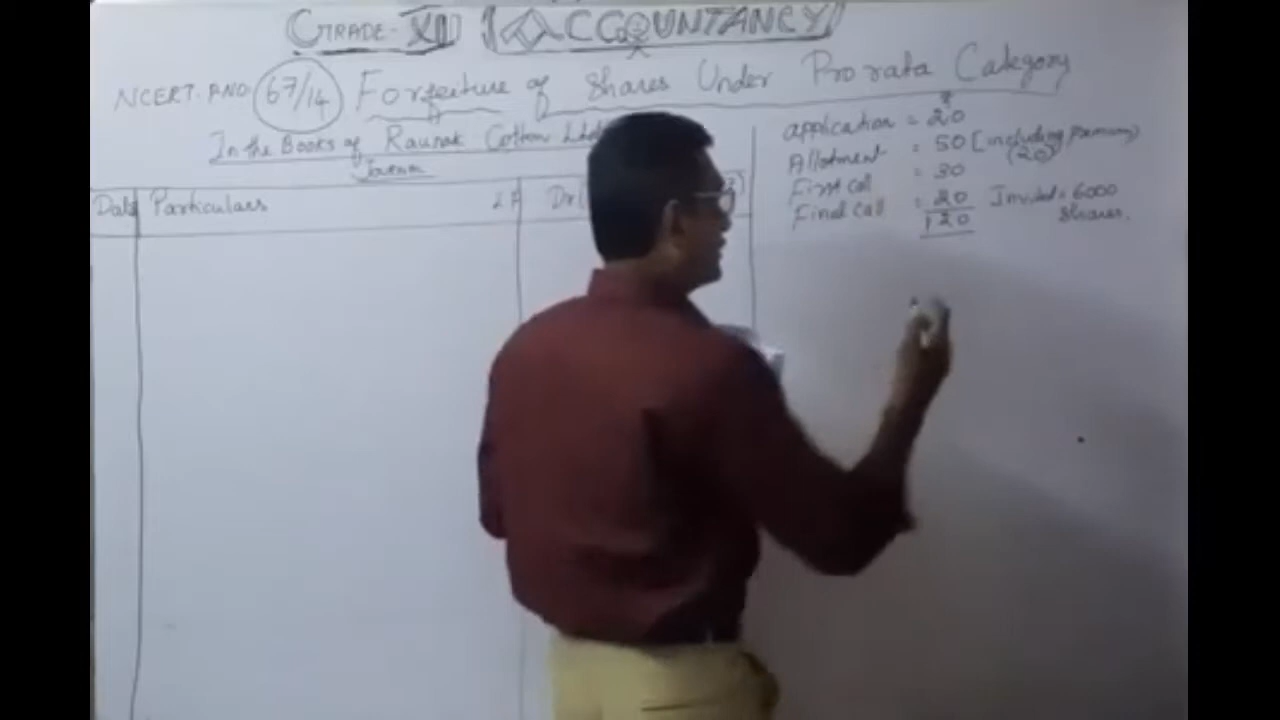 GRADE-XII ACCOUNTANCY
NCERT. P.NO. 67/14 Forfeiture of Shares Under Prorata Category
In the Books of Raunak Cotton Ltd
Journal
Date Particulars L.F Dr(
₹
application = 20
Allotment = 50 [including premium)
(20)
First call = 30
Final call = 20
120
Invited = 6000
Shares.